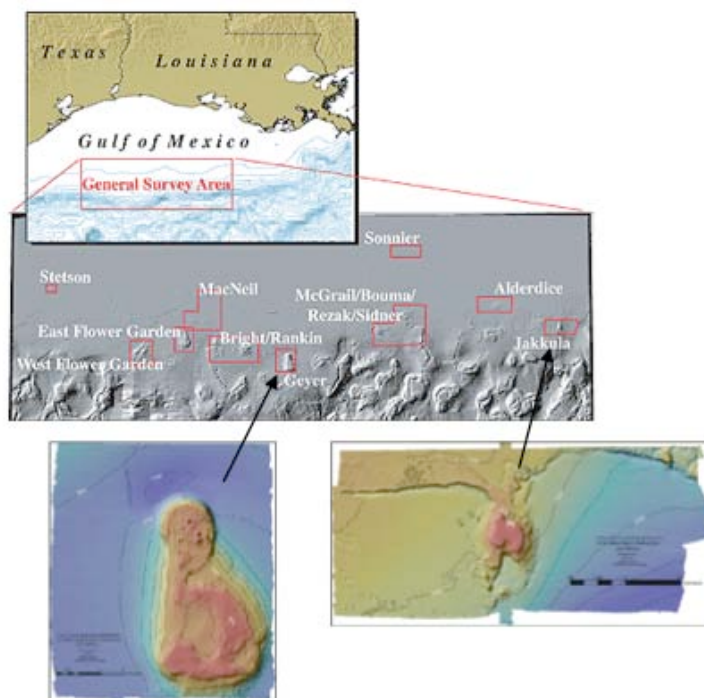 Texas
Louisiana
Gulf of Mexico
General Survey Area
Sonnier
Stetson
MacNeil
McGrail/Bouma/
Rezak/Sidner
Alderdice
East Flower Garden
Bright/Rankin
Jakkula
West Flower Garden
Geyer